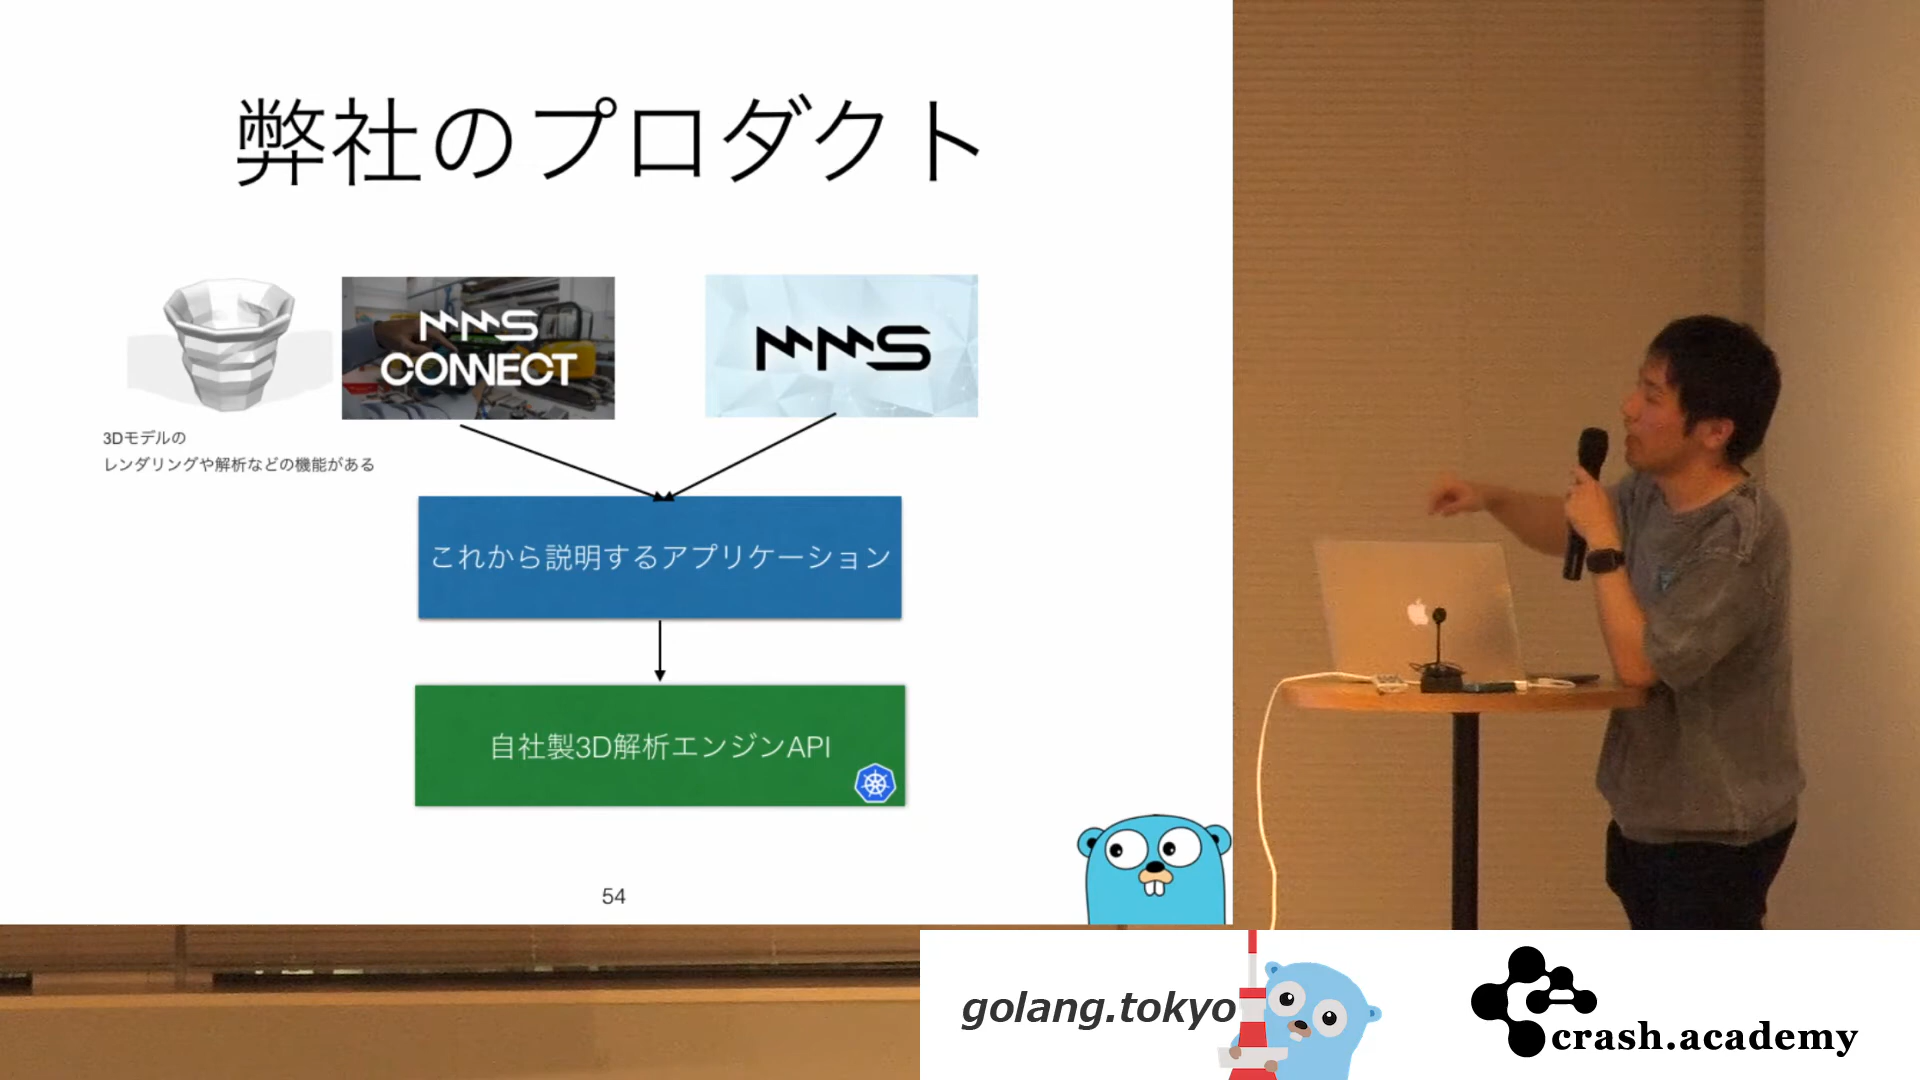 弊社のプロダクト
MMS
CONNECT
MMS
3Dモデルの
レンダリングや解析などの機能がある
これから説明するアプリケーション
自社製3D解析エンジンAPI
54
golang.tokyo
crash.academy